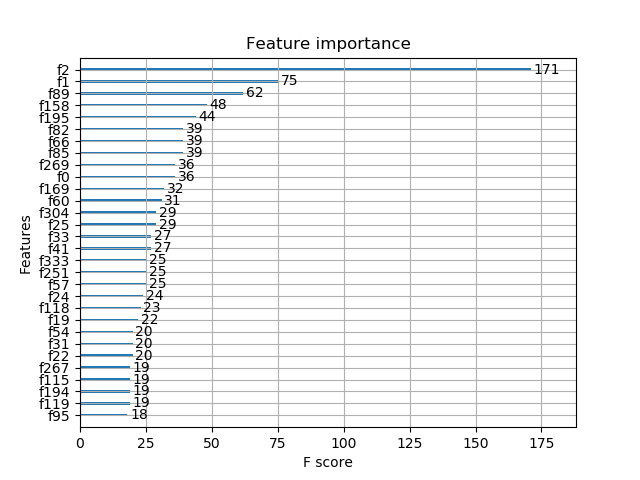 Feature importance
f2 171
f1 75
f89 62
f158 48
f195 44
f82 39
f66 39
f85 39
f269 36
f0 36
f169 32
f60 31
f304 29
f25 29
f33 27
f41 27
f333 25
f251 25
f57 25
f24 24
f118 23
f19 22
f54 20
f31 20
f22 20
f267 19
f115 19
f194 19
f119 19
f95 18
Features
0 25 50 75 100 125 150 175
F score